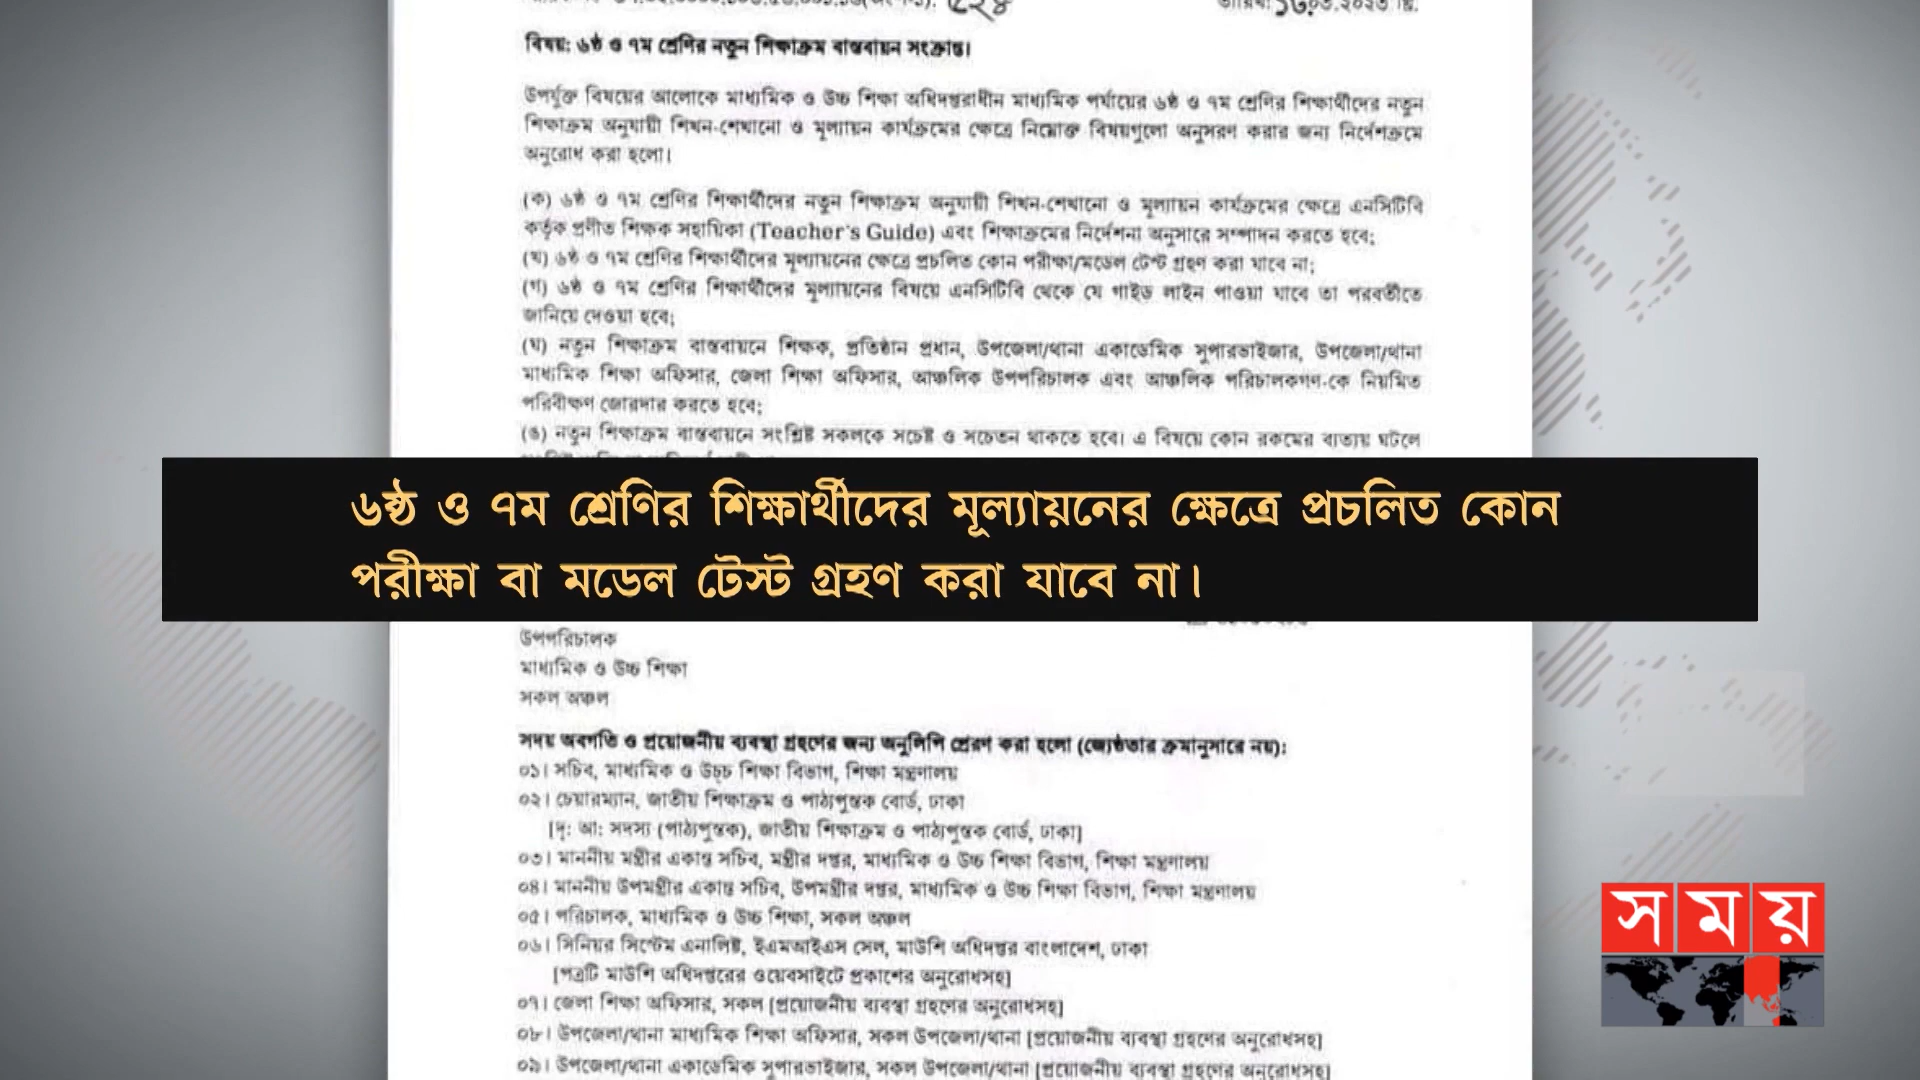 বিষয়: ৬ষ্ঠ ও ৭ম শ্রেণির নতুন শিক্ষাক্রম বাস্তবায়ন সংক্রান্ত।
উপর্যুক্ত বিষয়ের আলোকে মাধ্যমিক ও উচ্চ শিক্ষা অধিদপ্তরাধীন মাধ্যমিক পর্যায়ের ৬ষ্ঠ ও ৭ম শ্রেণির শিক্ষার্থীদের নতুন
শিক্ষাক্রম অনুযায়ী শিখন-শেখানো ও মূল্যায়ন কার্যক্রমের ক্ষেত্রে নিম্নোক্ত বিষয়গুলো অনুসরণ করার জন্য নির্দেশক্রমে
অনুরোধ করা হলো।
(ক) ৬ষ্ঠ ও ৭ম শ্রেণির শিক্ষার্থীদের নতুন শিক্ষাক্রম অনুযায়ী শিখন-শেখানো ও মূল্যায়ন কার্যক্রমের ক্ষেত্রে এনসিটিবি
কর্তৃক প্রণীত শিক্ষক সহায়িকা (Teacher's Guide) এবং শিক্ষাক্রমের নির্দেশনা অনুসারে সম্পাদন করতে হবে;
(খ) ৬ষ্ঠ ও ৭ম শ্রেণির শিক্ষার্থীদের মূল্যায়নের ক্ষেত্রে প্রচলিত কোন পরীক্ষা/মডেল টেস্ট গ্রহণ করা যাবে না;
(গ) ৬ষ্ঠ ও ৭ম শ্রেণির শিক্ষার্থীদের মূল্যায়নের বিষয়ে এনসিটিবি থেকে যে গাইড লাইন পাওয়া যাবে তা পরবর্তীতে
জানিয়ে দেওয়া হবে;
(ঘ) নতুন শিক্ষাক্রম বাস্তবায়নে শিক্ষক, প্রতিষ্ঠান প্রধান, উপজেলা/থানা একাডেমিক সুপারভাইজার, উপজেলা/থানা
মাধ্যমিক শিক্ষা অফিসার, জেলা শিক্ষা অফিসার, আঞ্চলিক উপপরিচালক এবং আঞ্চলিক পরিচালকগণ-কে নিয়মিত
পরিবীক্ষণ জোরদার করতে হবে;
(ঙ) নতুন শিক্ষাক্রম বাস্তবায়নে সংশ্লিষ্ট সকলকে সচেষ্ট ও সচেতন থাকতে হবে। এ বিষয়ে কোন রকমের ব্যত্যয় ঘটলে
৬ষ্ঠ ও ৭ম শ্রেণির শিক্ষার্থীদের মূল্যায়নের ক্ষেত্রে প্রচলিত কোন
পরীক্ষা বা মডেল টেস্ট গ্রহণ করা যাবে না।
উপপরিচালক
মাধ্যমিক ও উচ্চ শিক্ষা
সকল অঞ্চল
সদয় অবগতি ও প্রয়োজনীয় ব্যবস্থা গ্রহণের জন্য অনুলিপি প্রেরণ করা হলো (জ্যেষ্ঠতার ক্রমানুসারে নয়):
০১। সচিব, মাধ্যমিক ও উচ্চ শিক্ষা বিভাগ, শিক্ষা মন্ত্রণালয়
০২। চেয়ারম্যান, জাতীয় শিক্ষাক্রম ও পাঠ্যপুস্তক বোর্ড, ঢাকা
[দৃ: আ: সদস্য (পাঠ্যপুস্তক), জাতীয় শিক্ষাক্রম ও পাঠ্যপুস্তক বোর্ড, ঢাকা]
০৩। মাননীয় মন্ত্রীর একান্ত সচিব, মন্ত্রীর দপ্তর, মাধ্যমিক ও উচ্চ শিক্ষা বিভাগ, শিক্ষা মন্ত্রণালয়
০৪। মাননীয় উপমন্ত্রীর একান্ত সচিব, উপমন্ত্রীর দপ্তর, মাধ্যমিক ও উচ্চ শিক্ষা বিভাগ, শিক্ষা মন্ত্রণালয়
০৫। পরিচালক, মাধ্যমিক ও উচ্চ শিক্ষা, সকল অঞ্চল
০৬। সিনিয়র সিস্টেম এনালিষ্ট, ইএমআইএস সেল, মাউশি অধিদপ্তর বাংলাদেশ, ঢাকা
[পত্রটি মাউশি অধিদপ্তরের ওয়েবসাইটে প্রকাশের অনুরোধসহ]
০৭। জেলা শিক্ষা অফিসার, সকল [প্রয়োজনীয় ব্যবস্থা গ্রহণের অনুরোধসহ]
০৮। উপজেলা/থানা মাধ্যমিক শিক্ষা অফিসার, সকল উপজেলা/থানা [প্রয়োজনীয় ব্যবস্থা গ্রহণের অনুরোধসহ]
০৯। উপজেলা/থানা একাডেমিক সুপারভাইজার, সকল উপজেলা/থানা [প্রয়োজনীয় ব্যবস্থা গ্রহণের অনুরোধসহ]
সময়